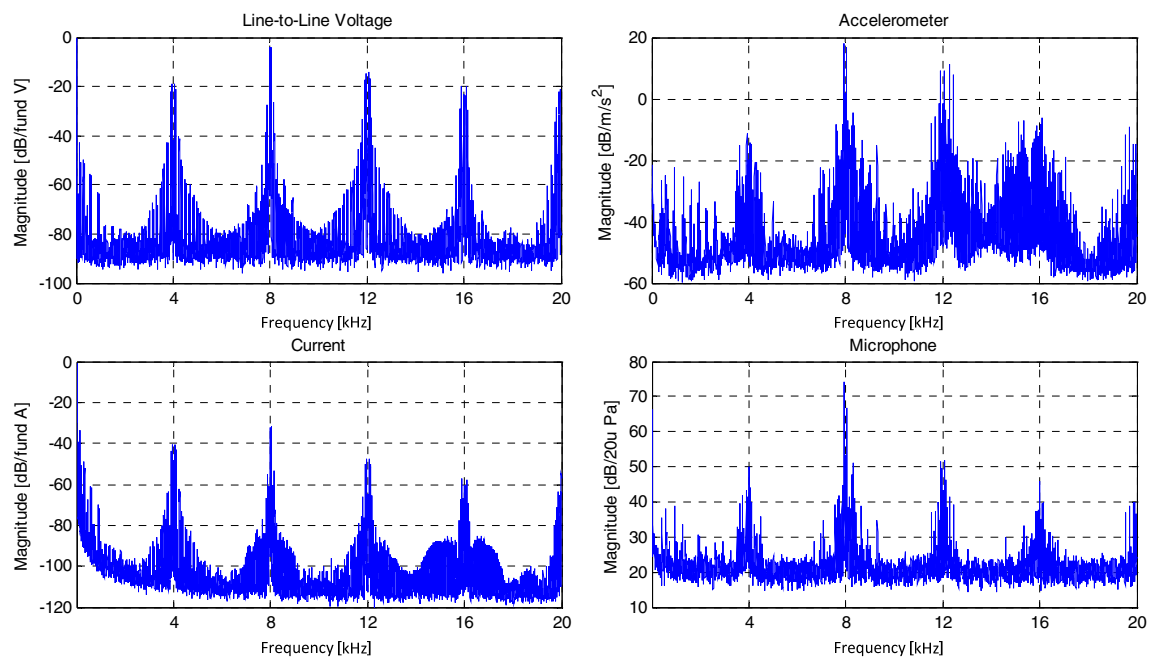 Line-to-Line Voltage
Magnitude [dB/fund V]
0
-20
-40
-60
-80
-100
0 4 8 12 16 20
Frequency [kHz]
Accelerometer
Magnitude [dB/m/s²]
20
0
-20
-40
-60
0 4 8 12 16 20
Frequency [kHz]
Current
Magnitude [dB/fund A]
0
-20
-40
-60
-80
-100
-120
4 8 12 16 20
Frequency [kHz]
Microphone
Magnitude [dB/20u Pa]
80
70
60
50
40
30
20
10
4 8 12 16 20
Frequency [kHz]